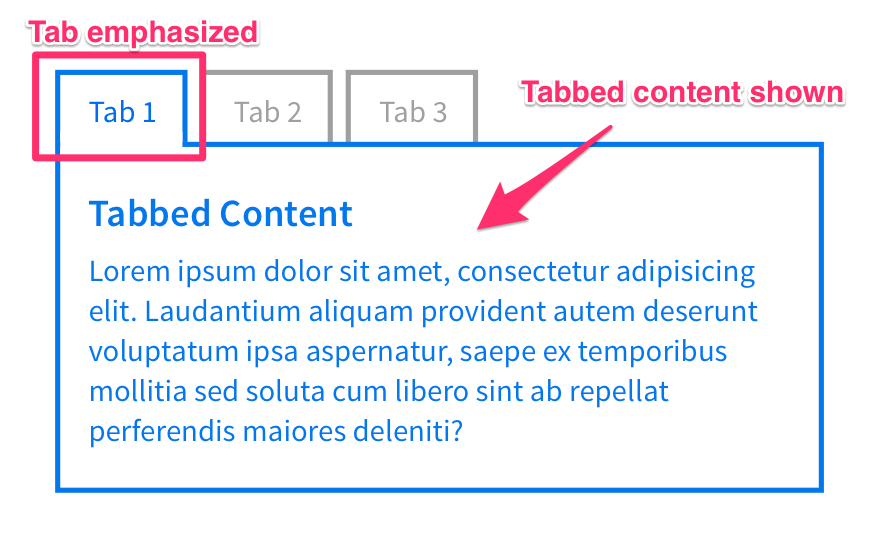 Tab emphasized
Tab 1
Tab 2
Tab 3
Tabbed content shown
Tabbed Content
Lorem ipsum dolor sit amet, consectetur adipisicing
elit. Laudantium aliquam provident autem deserunt
voluptatum ipsa aspernatur, saepe ex temporibus
mollitia sed soluta cum libero sint ab repellat
perferendis maiores deleniti?